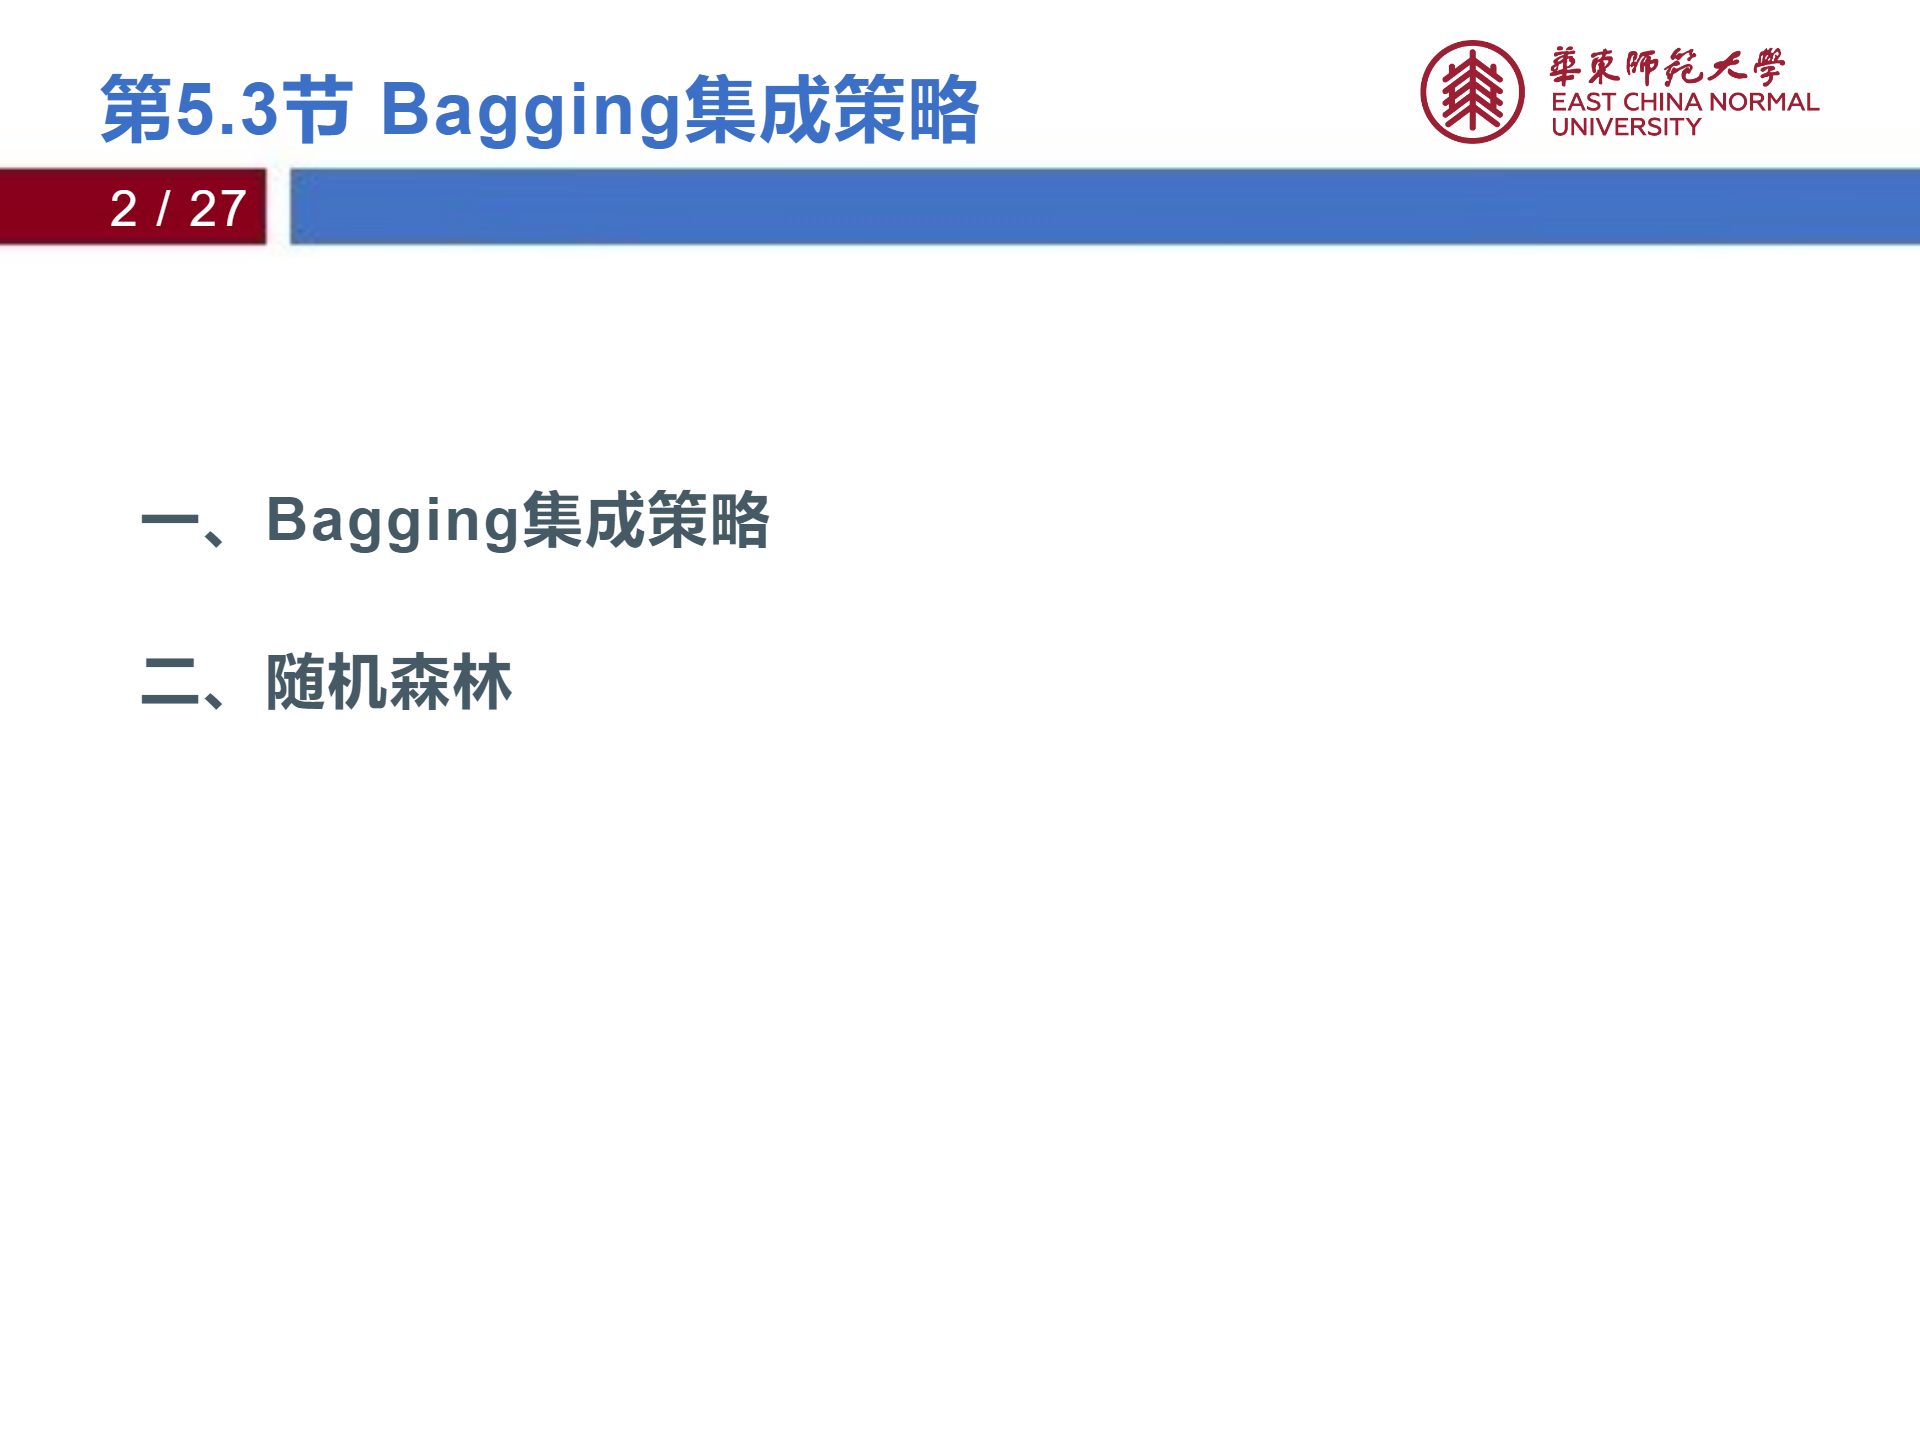 第5.3节 Bagging集成策略
華東師範大學
EAST CHINA NORMAL
UNIVERSITY
2 / 27
一、Bagging集成策略
二、随机森林